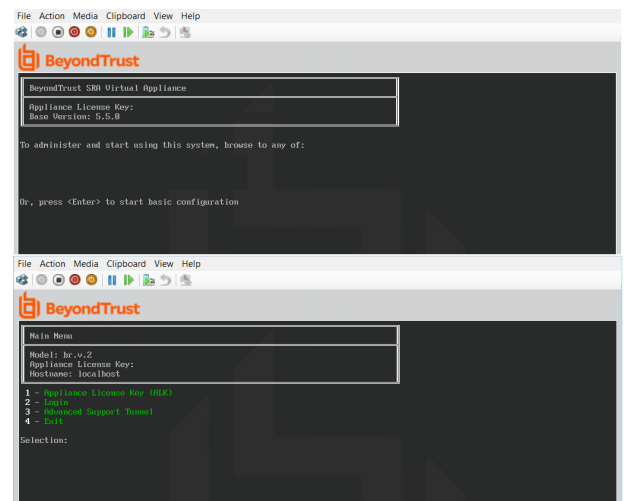 File Action Media Clipboard View Help
BeyondTrust
BeyondTrust SRA Virtual Appliance
Appliance License Key:
Base Version: 5.5.0
To administer and start using this system, browse to any of:
Or, press <Enter> to start basic configuration
File Action Media Clipboard View Help
BeyondTrust
Main Menu
Model: br.v.2
Appliance License Key:
Hostname: localhost
1 - Appliance License Key (ALK)
2 - Login
3 - Advanced Support Tunnel
4 - Exit
Selection: